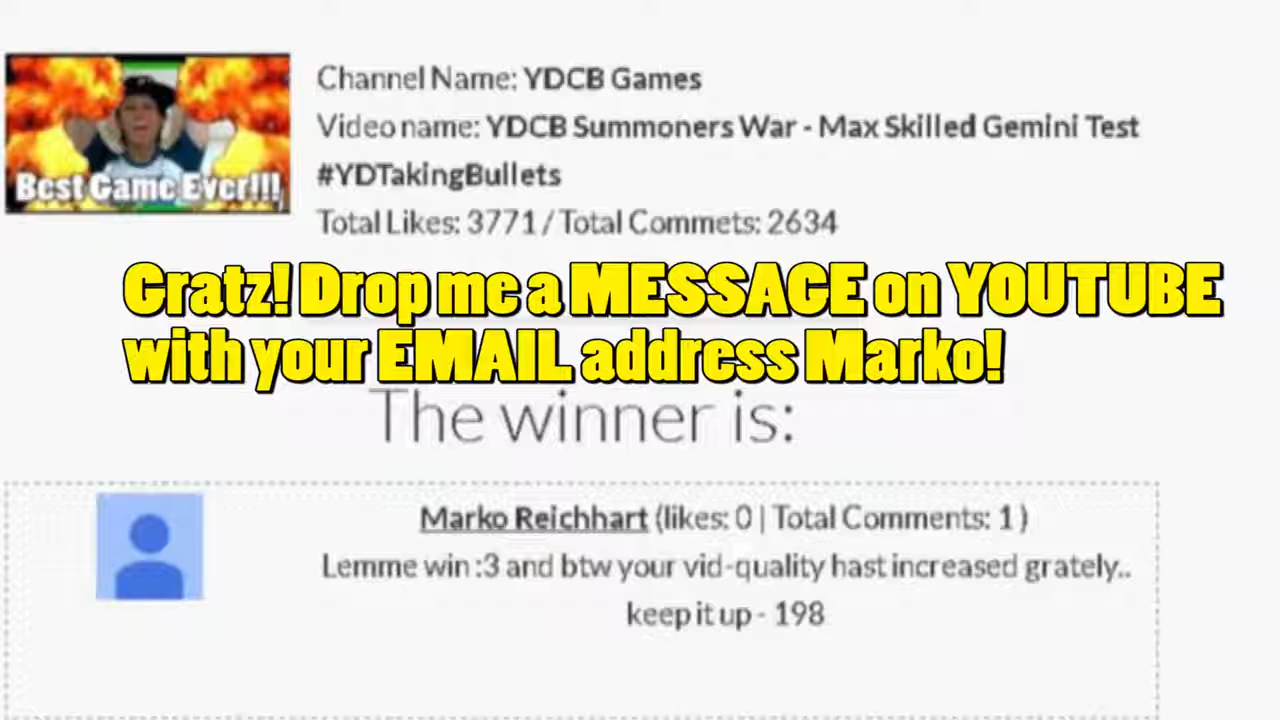 Best Game Ever!!!
Channel Name: YDCB Games
Video name: YDCB Summoners War - Max Skilled Gemini Test
#YDTakingBullets
Total Likes: 3771 / Total Commets: 2634
Gratz! Drop me a MESSAGE on YOUTUBE
with your EMAIL address Marko!
The winner is:
Marko Reichhart (likes: 0 | Total Comments: 1 )
Lemme win :3 and btw your vid-quality hast increased grately..
keep it up - 198